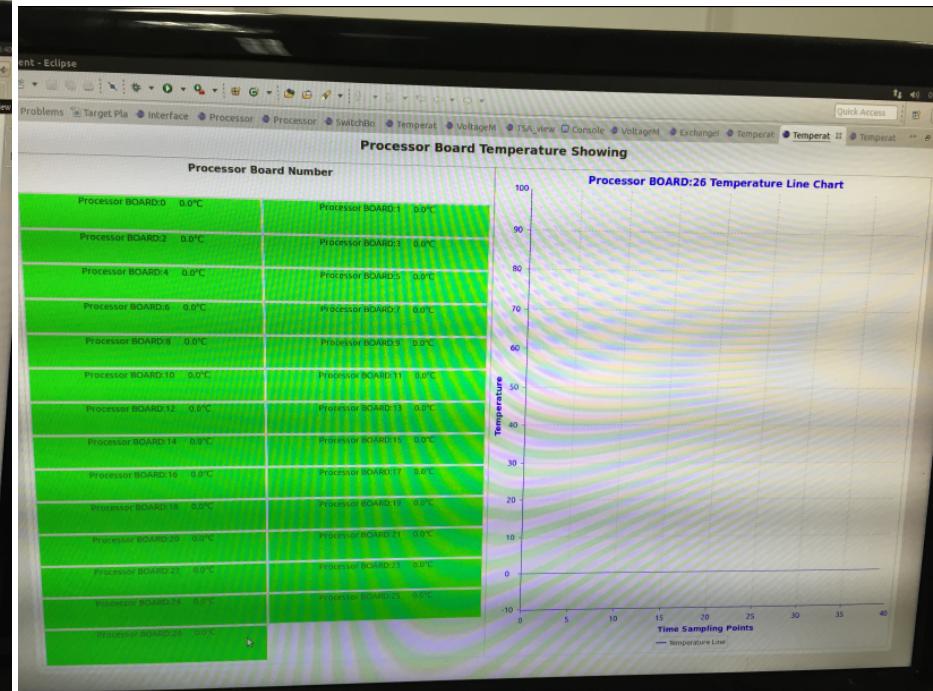 ent - Eclipse
Quick Access
Problems Target Pla Interface Processor Processor SwitchBo Temperat VoltageM TSA_view Console VoltageM Exchangel Temperat Temperat Temperat
Processor Board Temperature Showing
Processor Board Number
Processor BOARD:0 0.0°C
Processor BOARD:1 0.0°C
Processor BOARD:2 0.0°C
Processor BOARD:3 0.0°C
Processor BOARD:4 0.0°C
Processor BOARD:5 0.0°C
Processor BOARD:6 0.0°C
Processor BOARD:7 0.0°C
Processor BOARD:8 0.0°C
Processor BOARD:9 0.0°C
Processor BOARD:10 0.0°C
Processor BOARD:11 0.0°C
Processor BOARD:12 0.0°C
Processor BOARD:13 0.0°C
Processor BOARD:14 0.0°C
Processor BOARD:15 0.0°C
Processor BOARD:16 0.0°C
Processor BOARD:17 0.0°C
Processor BOARD:18 0.0°C
Processor BOARD:19 0.0°C
Processor BOARD:20 0.0°C
Processor BOARD:21 0.0°C
Processor BOARD:22 0.0°C
Processor BOARD:23 0.0°C
Processor BOARD:24 0.0°C
Processor BOARD:25 0.0°C
Processor BOARD:26 0.0°C
Processor BOARD:26 Temperature Line Chart
100
90
80
70
60
50
40
30
20
10
0
-10
Temperature
0 5 10 15 20 25 30 35 40
Time Sampling Points
Temperature Line